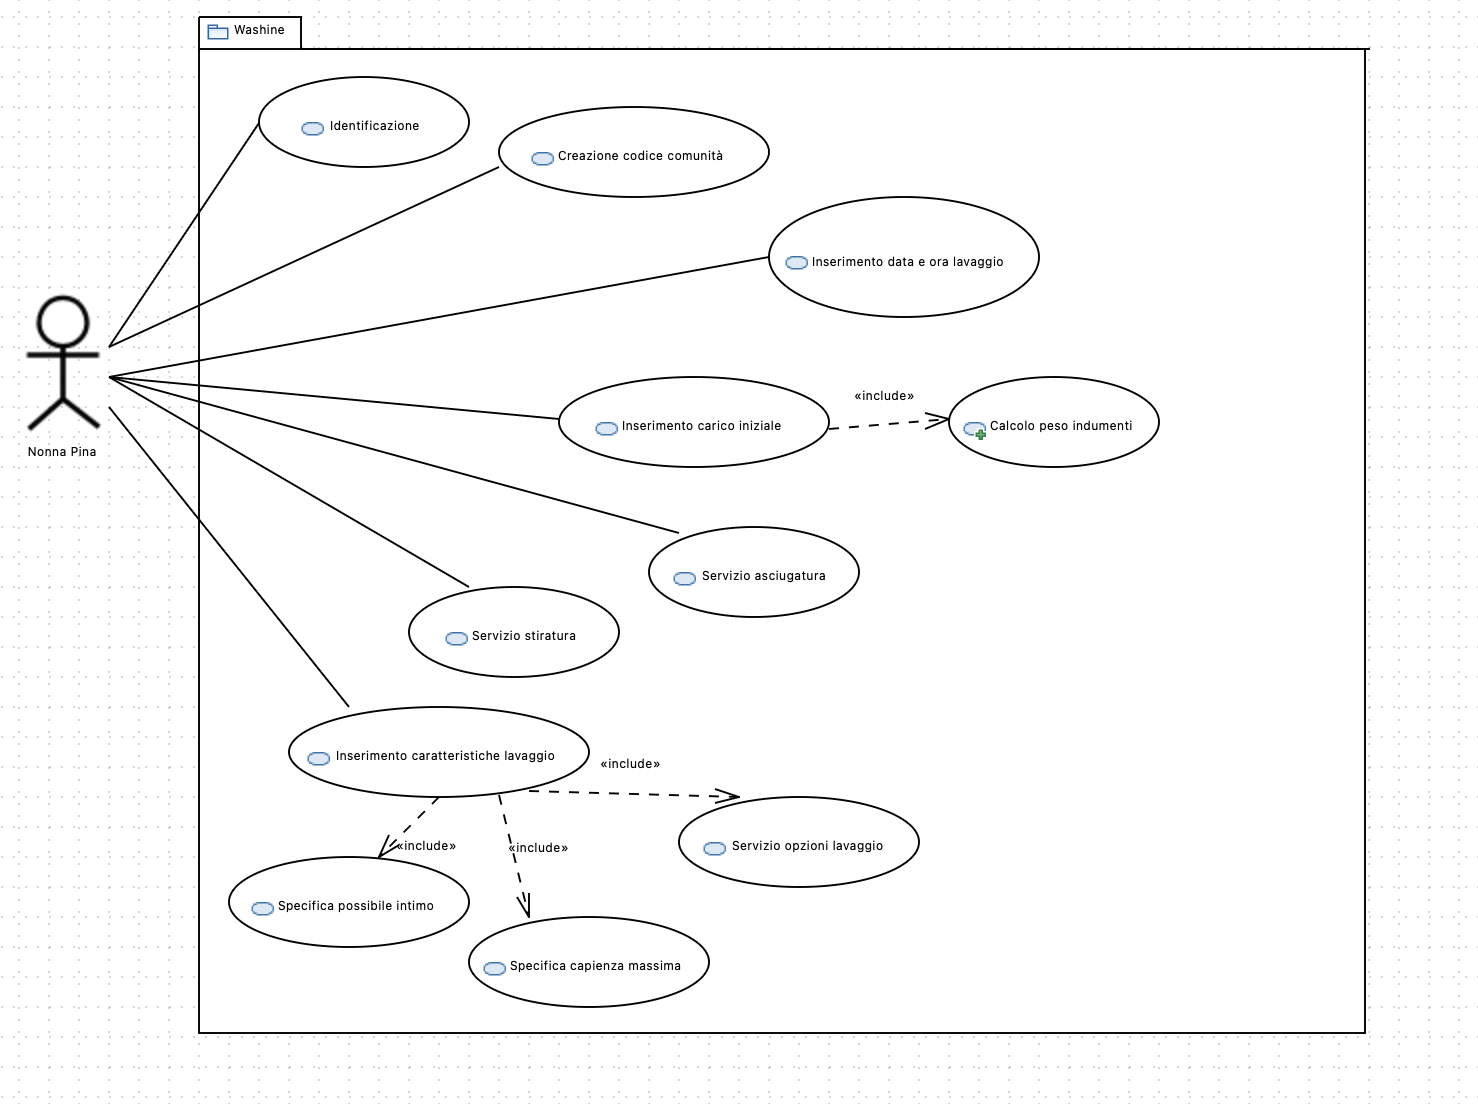 Washine
Identificazione
Creazione codice comunità
Inserimento data e ora lavaggio
«include»
Inserimento carico iniziale
Calcolo peso indumenti
Nonna Pina
Servizio asciugatura
Servizio stiratura
Inserimento caratteristiche lavaggio
«include»
«include»
«include»
Servizio opzioni lavaggio
Specifica possibile intimo
Specifica capienza massima